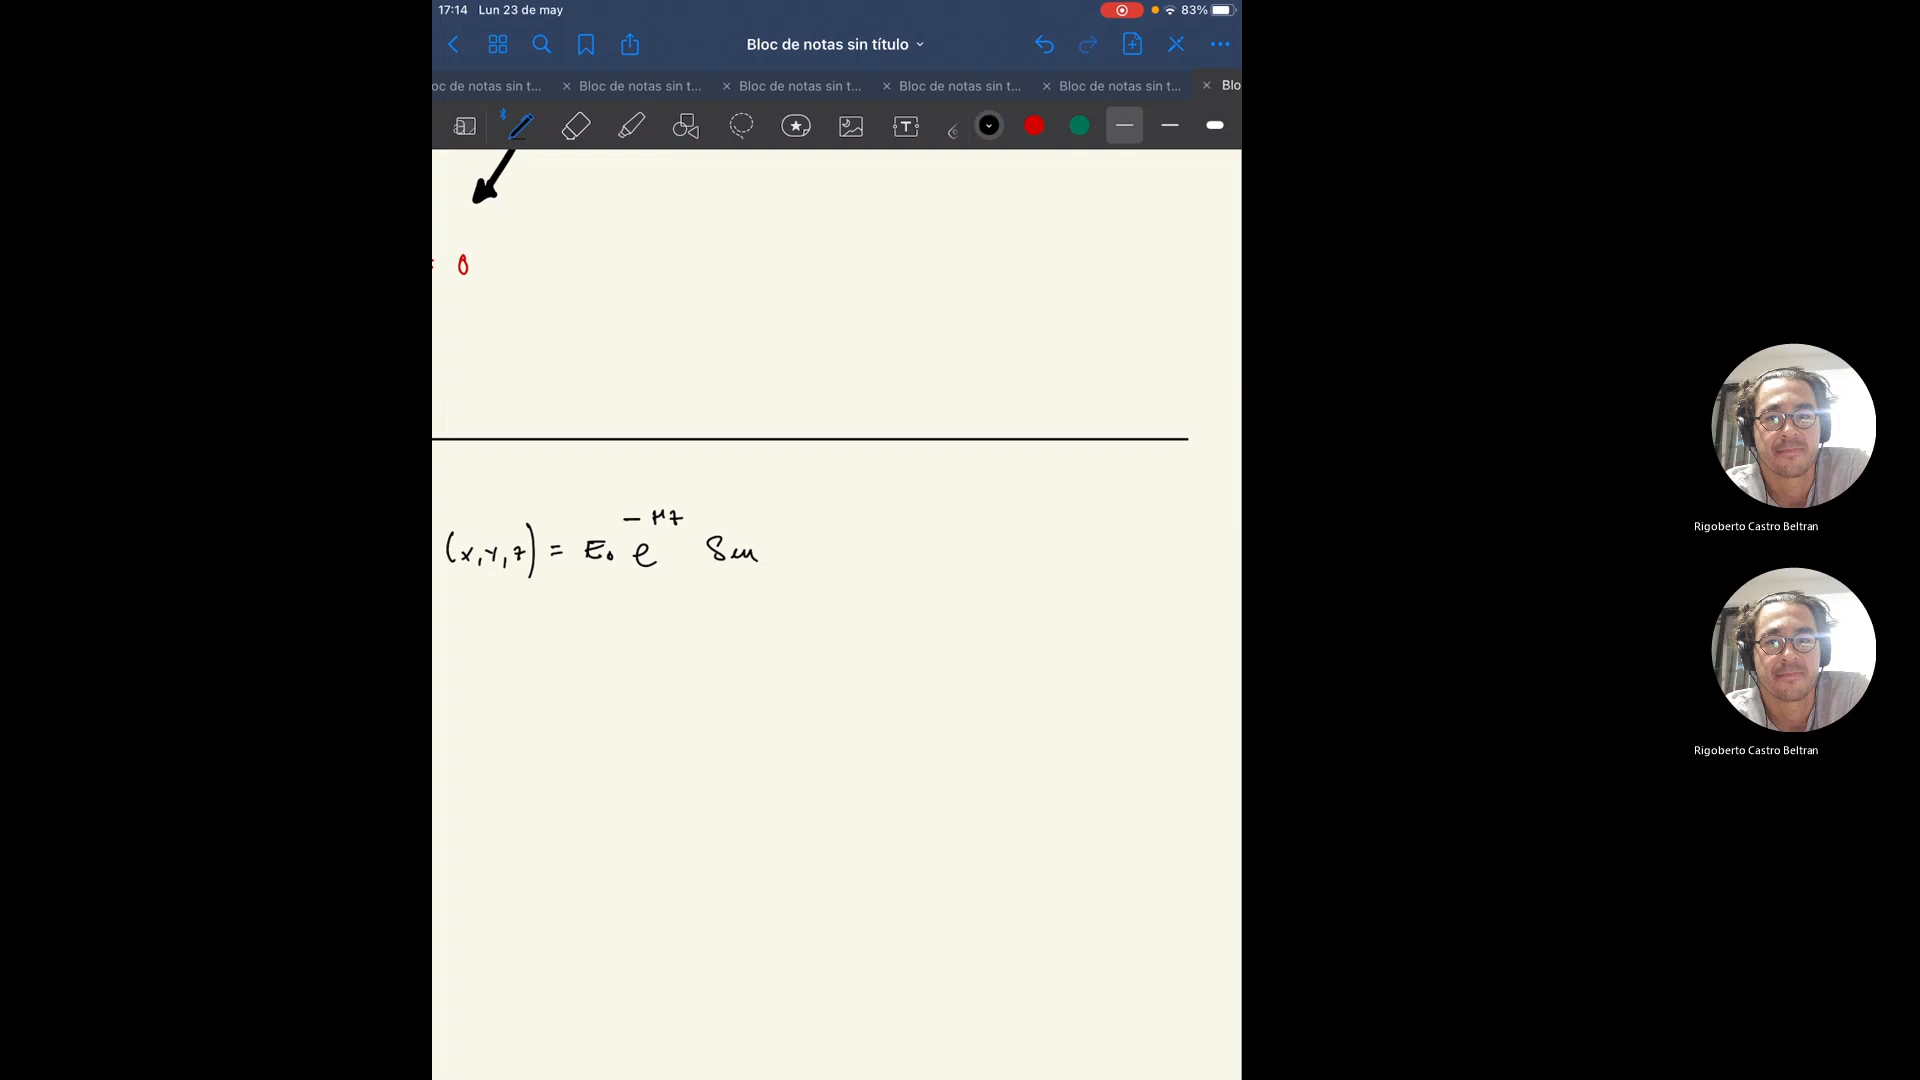 17:14 Lun 23 de may 83%
Bloc de notas sin título
oc de notas sin t... Bloc de notas sin t... Bloc de notas sin t... Bloc de notas sin t... Bloc de notas sin t... Blo
T
= 0
(x,y,z) = E₀ e^{-μz} Sen
Rigoberto Castro Beltran
Rigoberto Castro Beltran